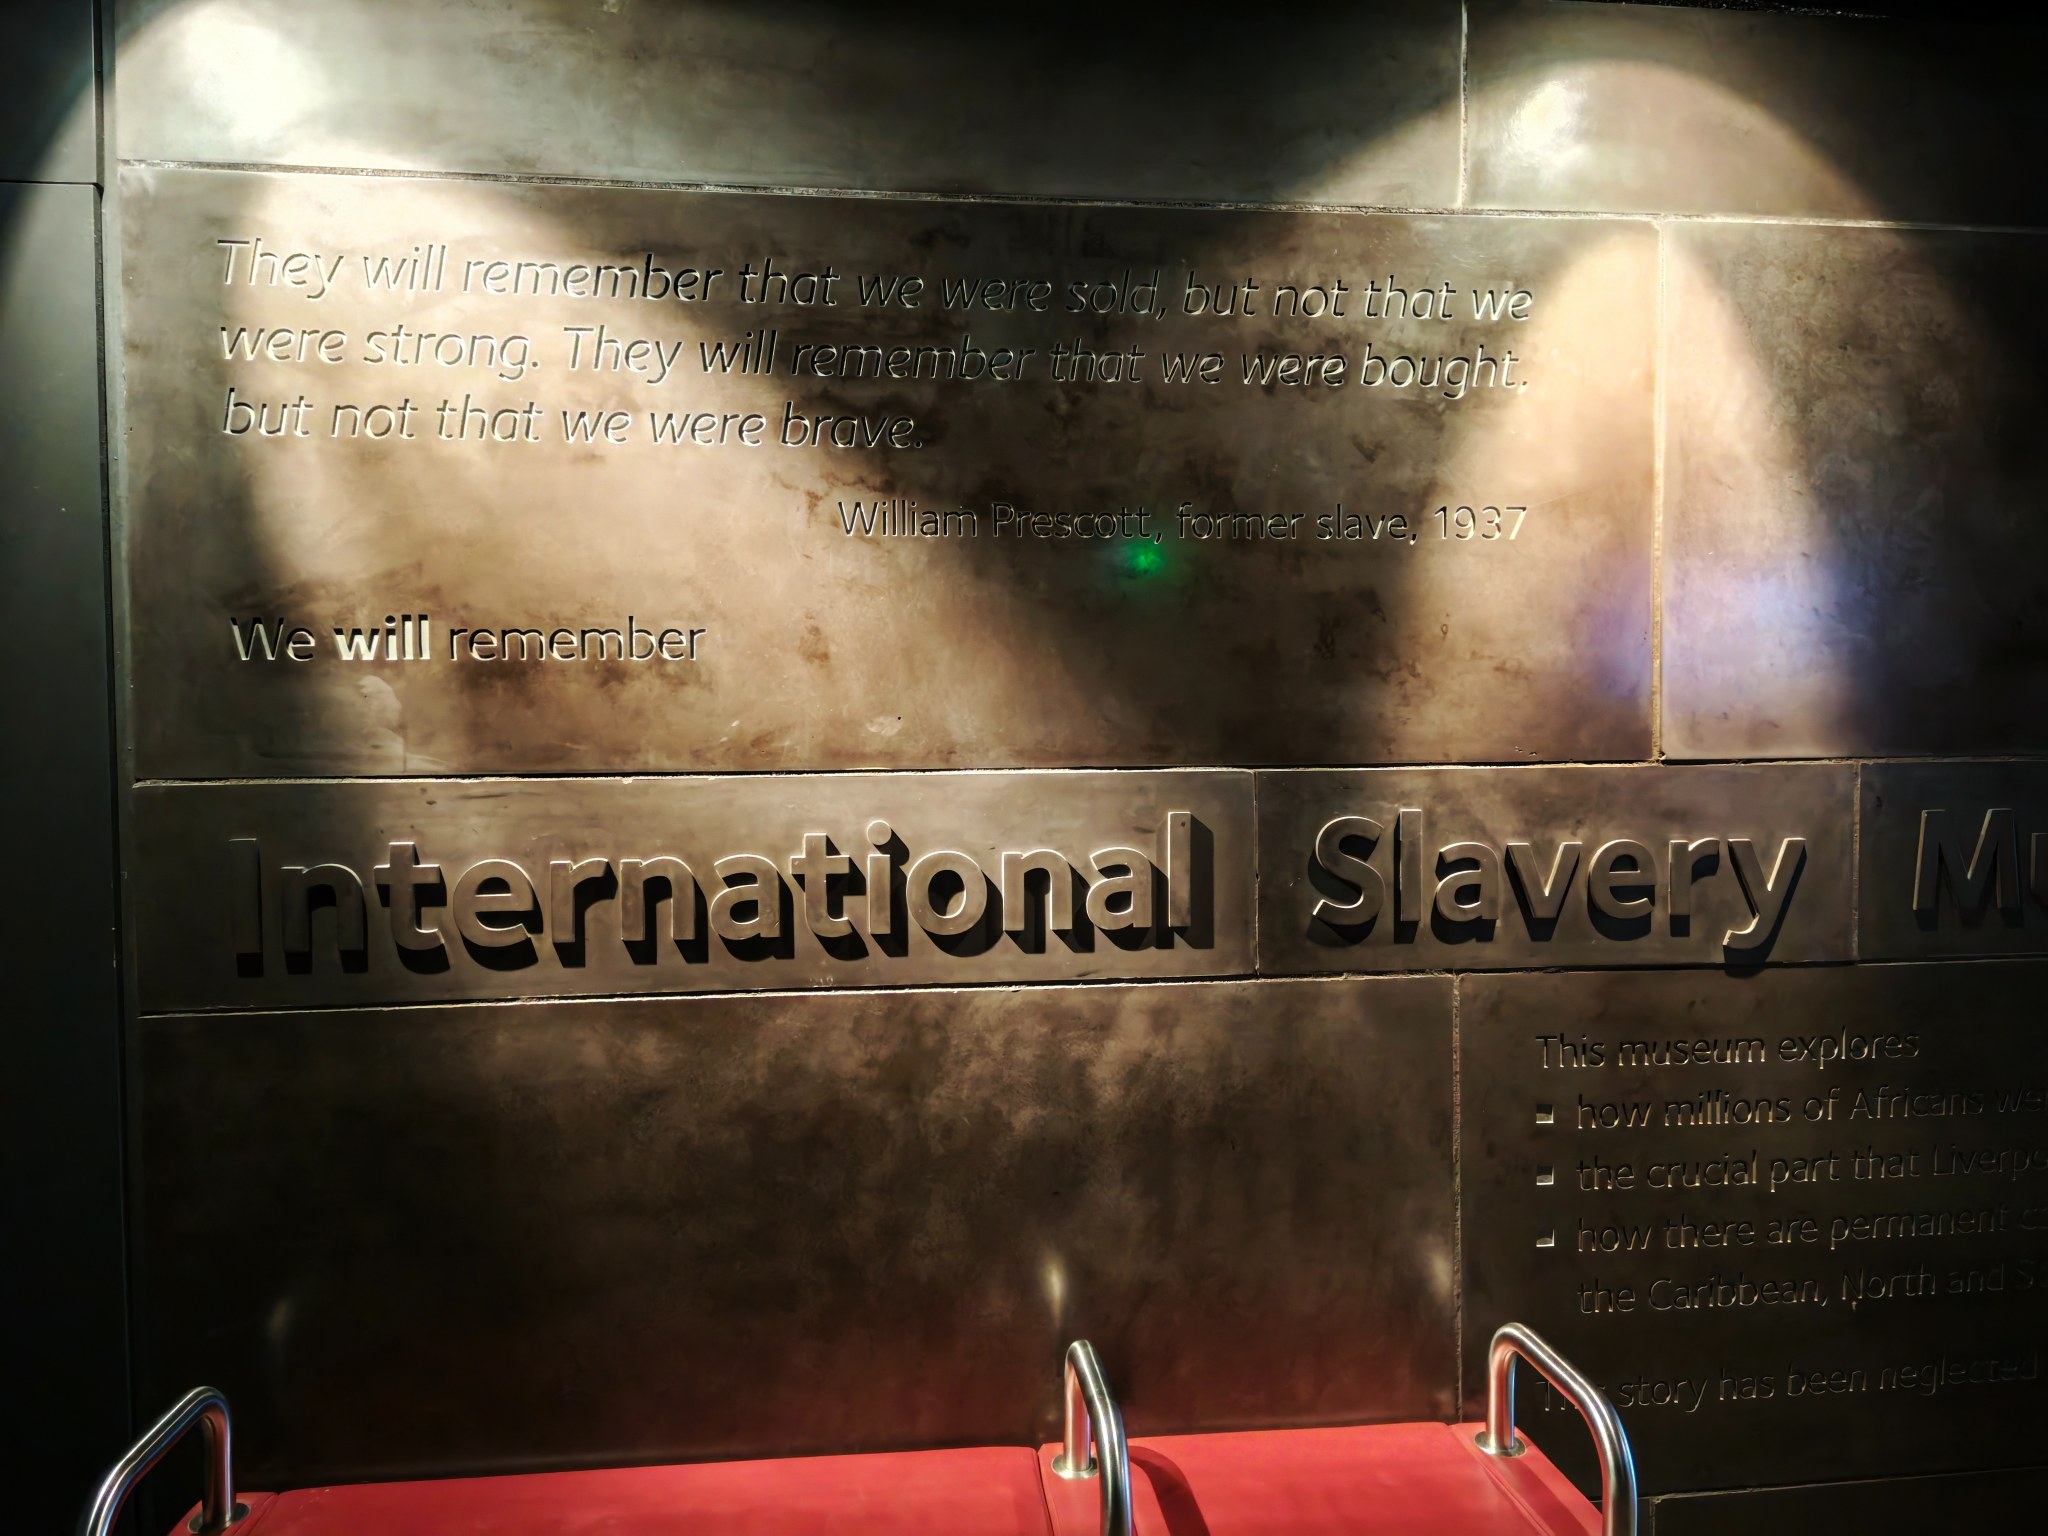 They will remember that we were sold, but not that we
were strong. They will remember that we were bought,
but not that we were brave.
William Prescott, former slave, 1937
We will remember
International Slavery
This museum explores
▪ how millions of Africans
▪ the crucial part that
▪ how there are permanent
the Caribbean, North and
story has been neglected